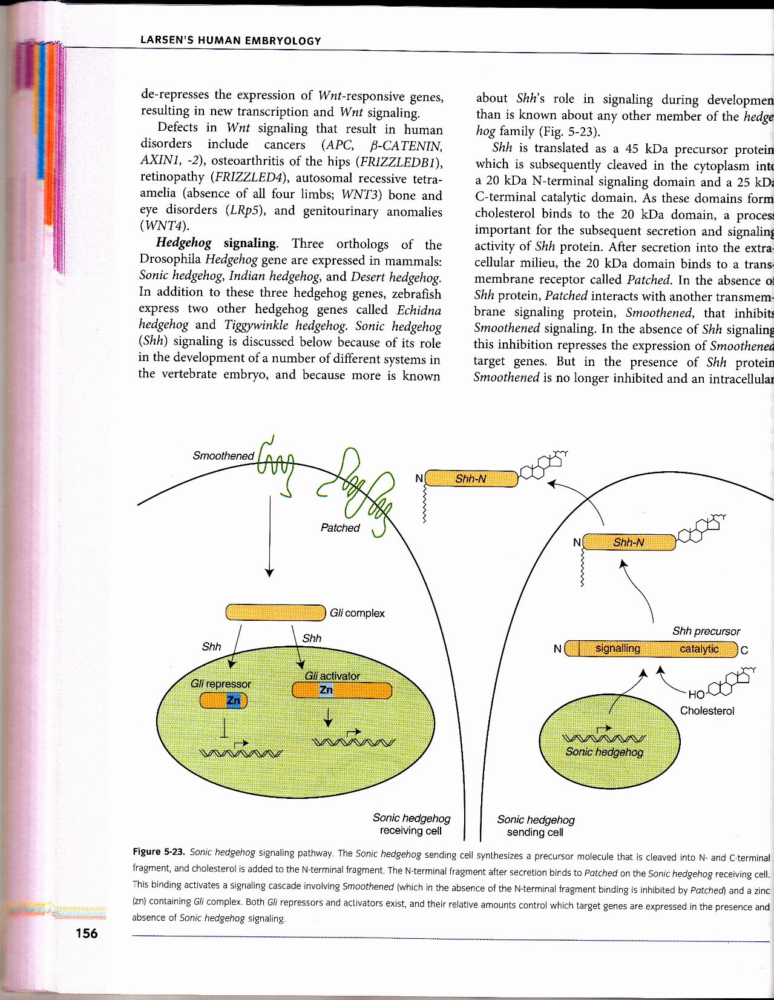 LARSEN'S HUMAN EMBRYOLOGY
de-represses the expression of Wnt-responsive genes,
resulting in new transcription and Wnt signaling.
Defects in Wnt signaling that result in human
disorders include cancers (APC, β-CATENIN,
AXIN1, -2), osteoarthritis of the hips (FRIZZLEDB1),
retinopathy (FRIZZLED4), autosomal recessive tetra-
amelia (absence of all four limbs; WNT3) bone and
eye disorders (LRp5), and genitourinary anomalies
(WNT4).
Hedgehog signaling. Three orthologs of the
Drosophila Hedgehog gene are expressed in mammals:
Sonic hedgehog, Indian hedgehog, and Desert hedgehog.
In addition to these three hedgehog genes, zebrafish
express two other hedgehog genes called Echidna
hedgehog and Tiggywinkle hedgehog. Sonic hedgehog
(Shh) signaling is discussed below because of its role
in the development of a number of different systems in
the vertebrate embryo, and because more is known
about Shh's role in signaling during developmen
than is known about any other member of the hedge
hog family (Fig. 5-23).
Shh is translated as a 45 kDa precursor protein
which is subsequently cleaved in the cytoplasm int
a 20 kDa N-terminal signaling domain and a 25 kD
C-terminal catalytic domain. As these domains form
cholesterol binds to the 20 kDa domain, a proces
important for the subsequent secretion and signaling
activity of Shh protein. After secretion into the extra-
cellular milieu, the 20 kDa domain binds to a trans-
membrane receptor called Patched. In the absence o
Shh protein, Patched interacts with another transmem-
brane signaling protein, Smoothened, that inhibits
Smoothened signaling. In the absence of Shh signaling
this inhibition represses the expression of Smoothened
target genes. But in the presence of Shh protein
Smoothened is no longer inhibited and an intracellular
Smoothened
Patched
N Shh-N
N Shh-N
Gli complex
Shh
Shh
Shh precursor
N signalling catalytic C
Gli repressor
Zn
Gli activator
Zn
HO
Cholesterol
Sonic hedgehog
Sonic hedgehog
receiving cell
Sonic hedgehog
sending cell
Figure 5-23. Sonic hedgehog signaling pathway. The Sonic hedgehog sending cell synthesizes a precursor molecule that is cleaved into N- and C-terminal
fragment, and cholesterol is added to the N-terminal fragment. The N-terminal fragment after secretion binds to Patched on the Sonic hedgehog receiving cell.
This binding activates a signaling cascade involving Smoothened (which in the absence of the N-terminal fragment binding is inhibited by Patched) and a zinc
(zn) containing Gli complex. Both Gli repressors and activators exist, and their relative amounts control which target genes are expressed in the presence and
absence of Sonic hedgehog signaling.
156